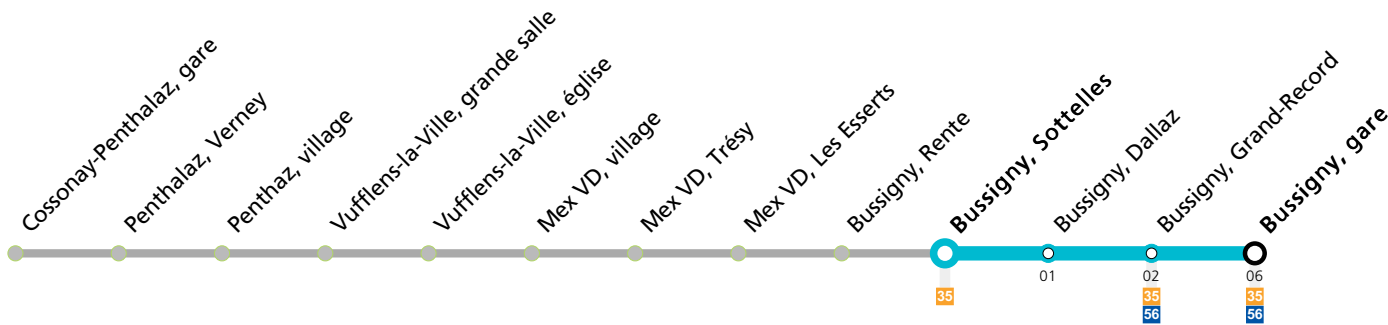 Cossonay-Penthalaz, gare
Penthalaz, Verney
Penthaz, village
Vufflens-la-Ville, grande salle
Vufflens-la-Ville, église
Mex VD, village
Mex VD, Trésy
Mex VD, Les Esserts
Bussigny, Rente
Bussigny, Sottelles
Bussigny, Dallaz
Bussigny, Grand-Record
Bussigny, gare
01
02
06
35
35
35
56
56